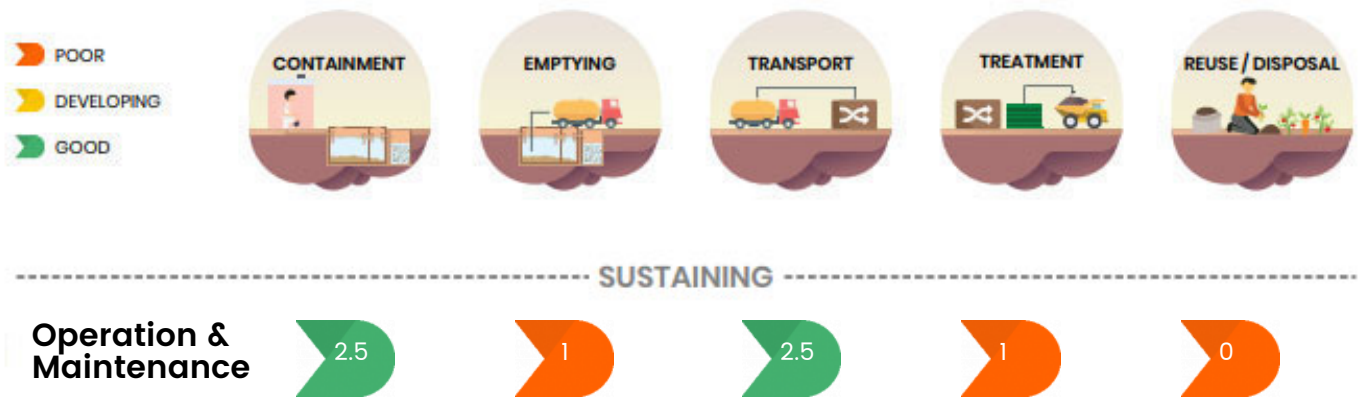 POOR
DEVELOPING
GOOD
CONTAINMENT
EMPTYING
TRANSPORT
TREATMENT
REUSE / DISPOSAL
SUSTAINING
Operation &
Maintenance
2.5
1
2.5
1
0